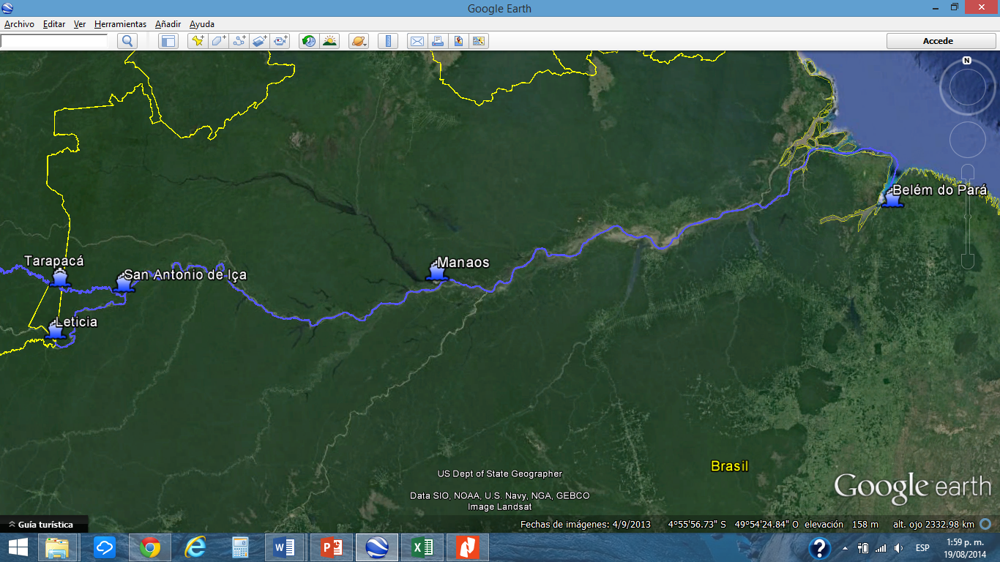 Google Earth
Archivo Editar Ver Herramientas Añadir Ayuda
Accede
N
Belém do Pará
Tarapacá
Manaos
San Antonio de Iça
Leticia
Brasil
US Dept of State Geographer
Data SIO, NOAA, U.S. Navy, NGA, GEBCO
Image Landsat
Google earth
Guía turística
Fechas de imágenes: 4/9/2013 4°55'56.73" S 49°54'24.84" O elevación 158 m alt. ojo 2332.98 km
ESP
1:59 p. m.
19/08/2014